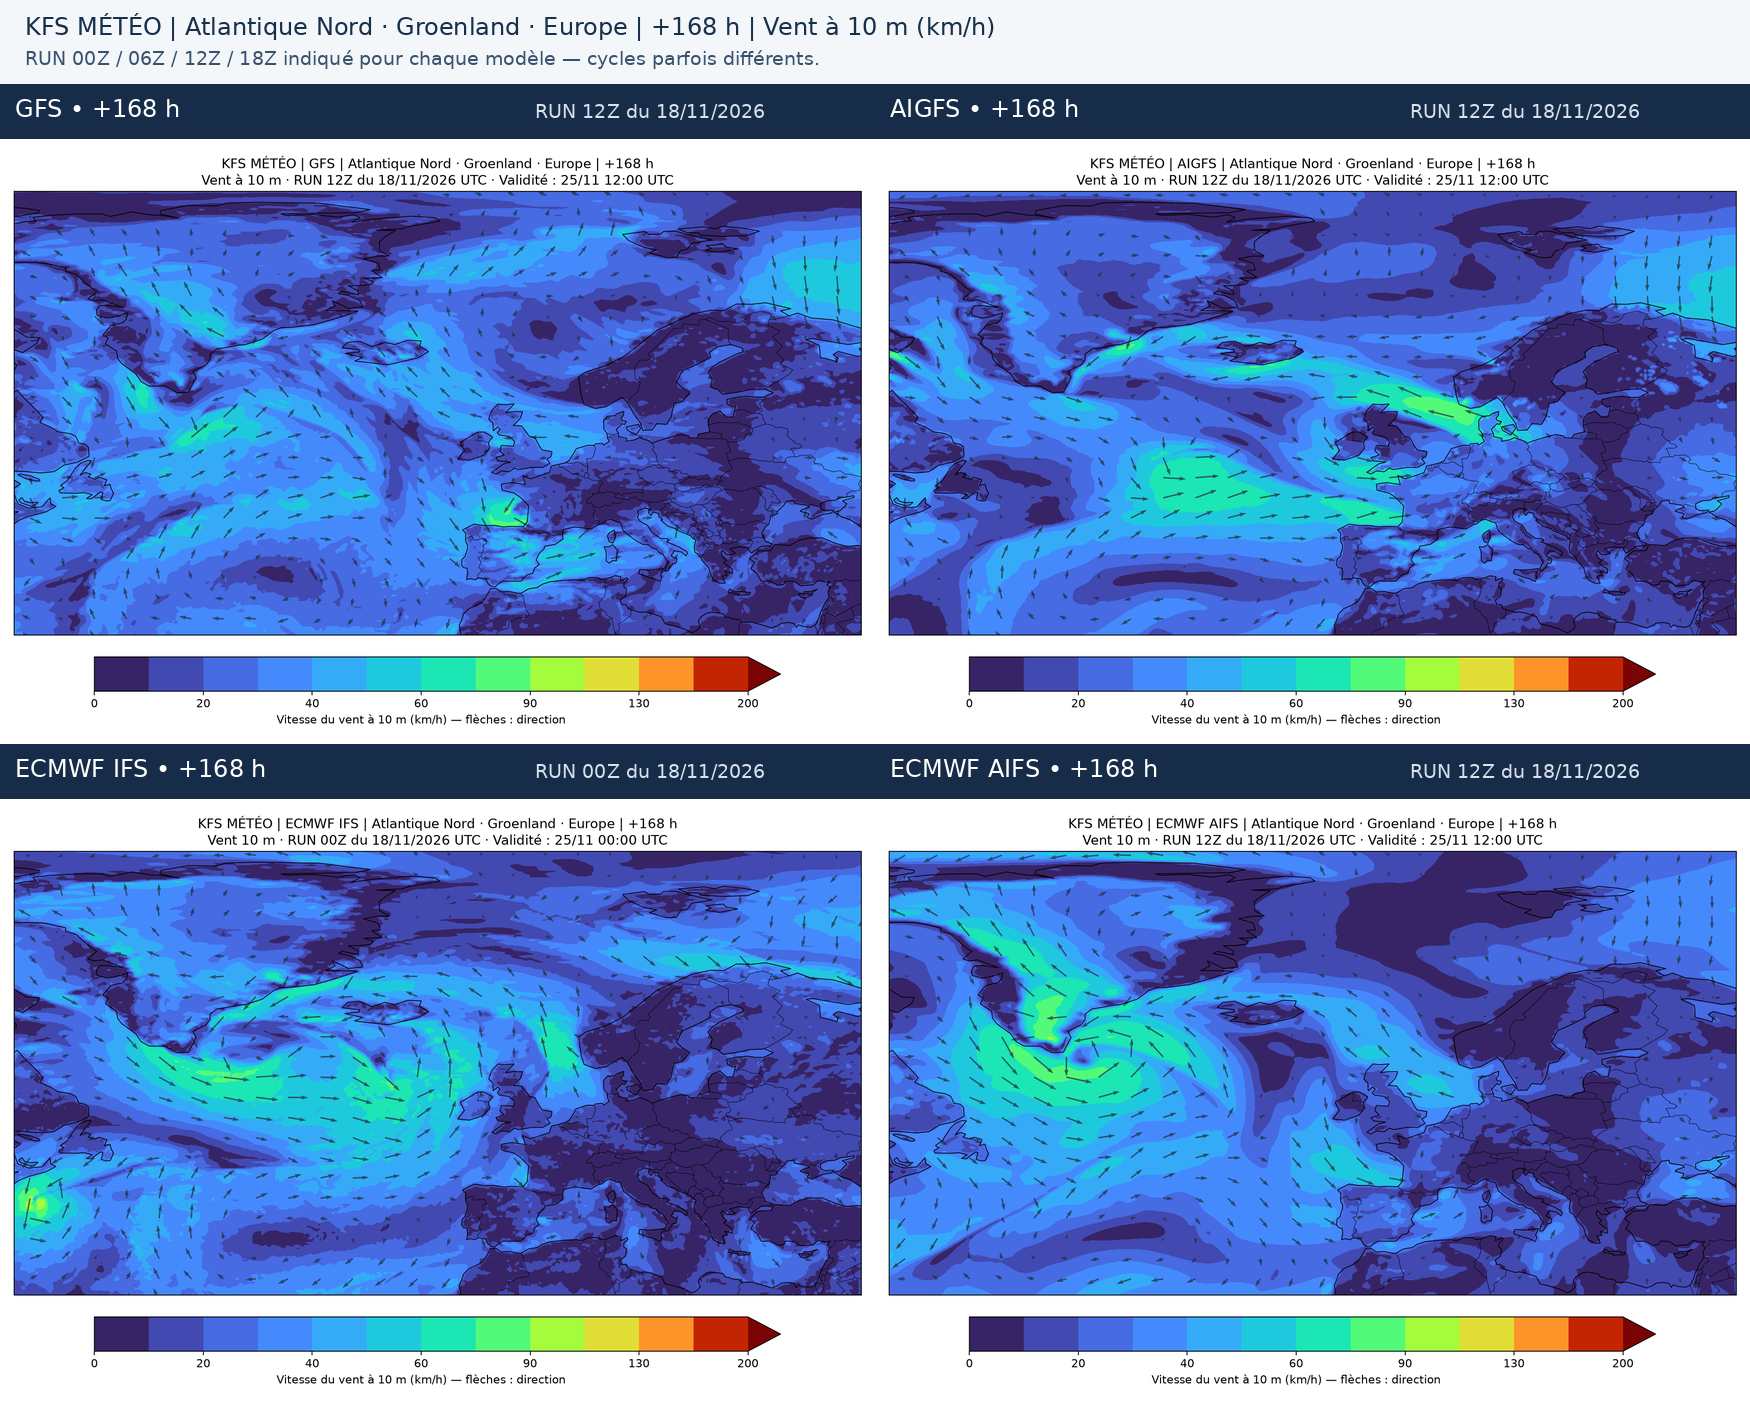 KFS MÉTÉO | Atlantique Nord · Groenland · Europe | +168 h | Vent à 10 m (km/h)
RUN 00Z / 06Z / 12Z / 18Z indiqué pour chaque modèle — cycles parfois différents.
GFS • +168 h
RUN 12Z du 18/11/2026
KFS MÉTÉO | GFS | Atlantique Nord · Groenland · Europe | +168 h
Vent à 10 m · RUN 12Z du 18/11/2026 UTC · Validité : 25/11 12:00 UTC
0 20 40 60 90 130 200
Vitesse du vent à 10 m (km/h) — flèches : direction
AIGFS • +168 h
RUN 12Z du 18/11/2026
KFS MÉTÉO | AIGFS | Atlantique Nord · Groenland · Europe | +168 h
Vent à 10 m · RUN 12Z du 18/11/2026 UTC · Validité : 25/11 12:00 UTC
0 20 40 60 90 130 200
Vitesse du vent à 10 m (km/h) — flèches : direction
ECMWF IFS • +168 h
RUN 00Z du 18/11/2026
KFS MÉTÉO | ECMWF IFS | Atlantique Nord · Groenland · Europe | +168 h
Vent 10 m · RUN 00Z du 18/11/2026 UTC · Validité : 25/11 00:00 UTC
0 20 40 60 90 130 200
Vitesse du vent à 10 m (km/h) — flèches : direction
ECMWF AIFS • +168 h
RUN 12Z du 18/11/2026
KFS MÉTÉO | ECMWF AIFS | Atlantique Nord · Groenland · Europe | +168 h
Vent 10 m · RUN 12Z du 18/11/2026 UTC · Validité : 25/11 12:00 UTC
0 20 40 60 90 130 200
Vitesse du vent à 10 m (km/h) — flèches : direction